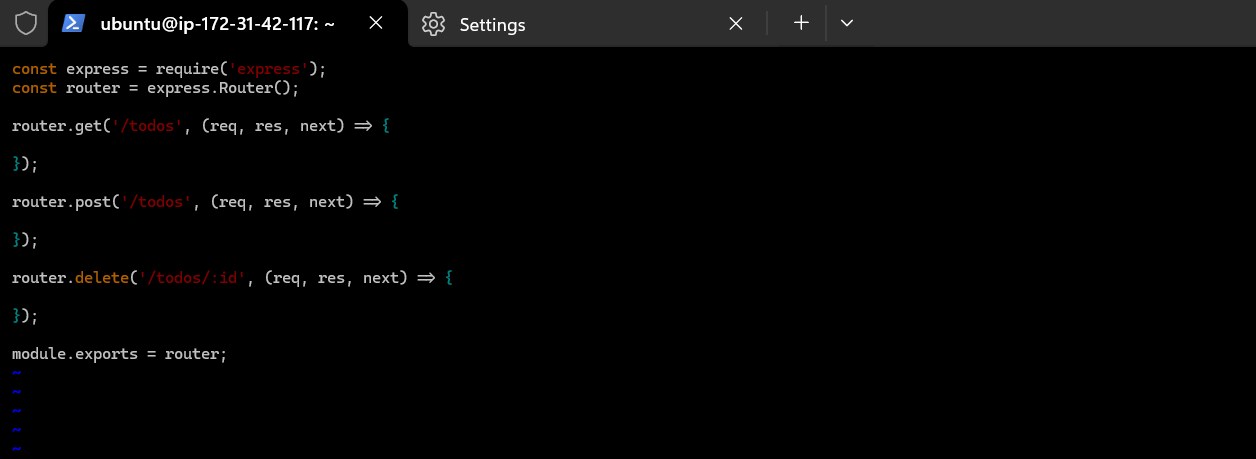 ubuntu@ip-172-31-42-117: ~
Settings
const express = require('express');
const router = express.Router();
router.get('/todos', (req, res, next) => {
});
router.post('/todos', (req, res, next) => {
});
router.delete('/todos/:id', (req, res, next) => {
});
module.exports = router;
~
~
~
~
~